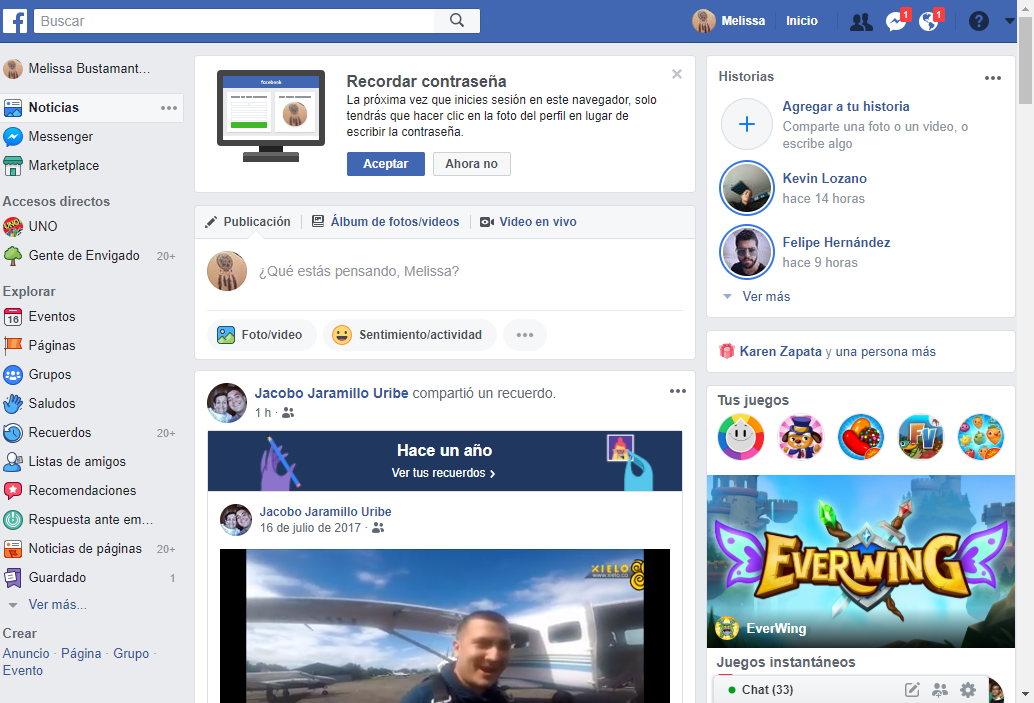 f
Buscar
Melissa
Inicio
1
1
?
Melissa Bustamant...
Noticias
Messenger
Marketplace
Accesos directos
UNO
Gente de Envigado 20+
Explorar
16 Eventos
Páginas
Grupos
Saludos
Recuerdos 20+
Listas de amigos
Recomendaciones
Respuesta ante em...
Noticias de páginas 20+
Guardado 1
Ver más...
Crear
Anuncio · Página · Grupo ·
Evento
facebook
Recordar contraseña
La próxima vez que inicies sesión en este navegador, solo
tendrás que hacer clic en la foto del perfil en lugar de
escribir la contraseña.
Aceptar
Ahora no
Publicación
Álbum de fotos/videos
Video en vivo
¿Qué estás pensando, Melissa?
Foto/video
Sentimiento/actividad
Jacobo Jaramillo Uribe compartió un recuerdo.
1 h ·
Hace un año
Ver tus recuerdos ›
Jacobo Jaramillo Uribe
16 de julio de 2017 ·
XIELO
www.xielo.co
Historias
Agregar a tu historia
Comparte una foto o un video, o
escribe algo
Kevin Lozano
hace 14 horas
Felipe Hernández
hace 9 horas
Ver más
Karen Zapata y una persona más
Tus juegos
FV
EVERWING
EverWing
Juegos instantáneos
Chat (33)